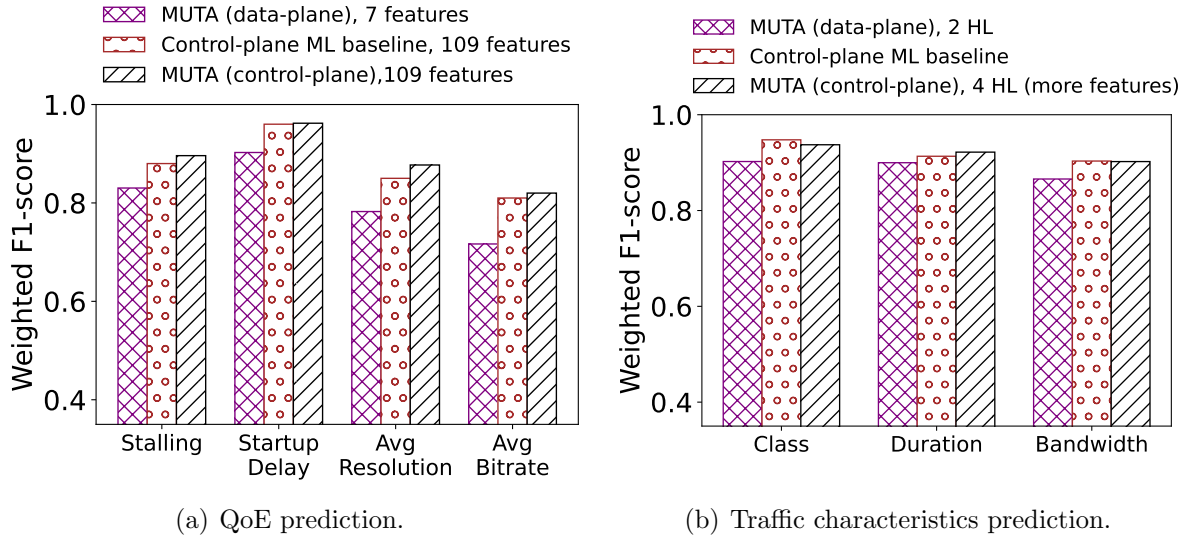 MUTA (data-plane), 7 features
Control-plane ML baseline, 109 features
MUTA (control-plane),109 features
Weighted F1-score
1.0
0.8
0.6
0.4
Stalling
Startup
Delay
Avg
Resolution
Avg
Bitrate
(a) QoE prediction.
MUTA (data-plane), 2 HL
Control-plane ML baseline
MUTA (control-plane), 4 HL (more features)
Weighted F1-score
1.0
0.8
0.6
0.4
Class
Duration
Bandwidth
(b) Traffic characteristics prediction.